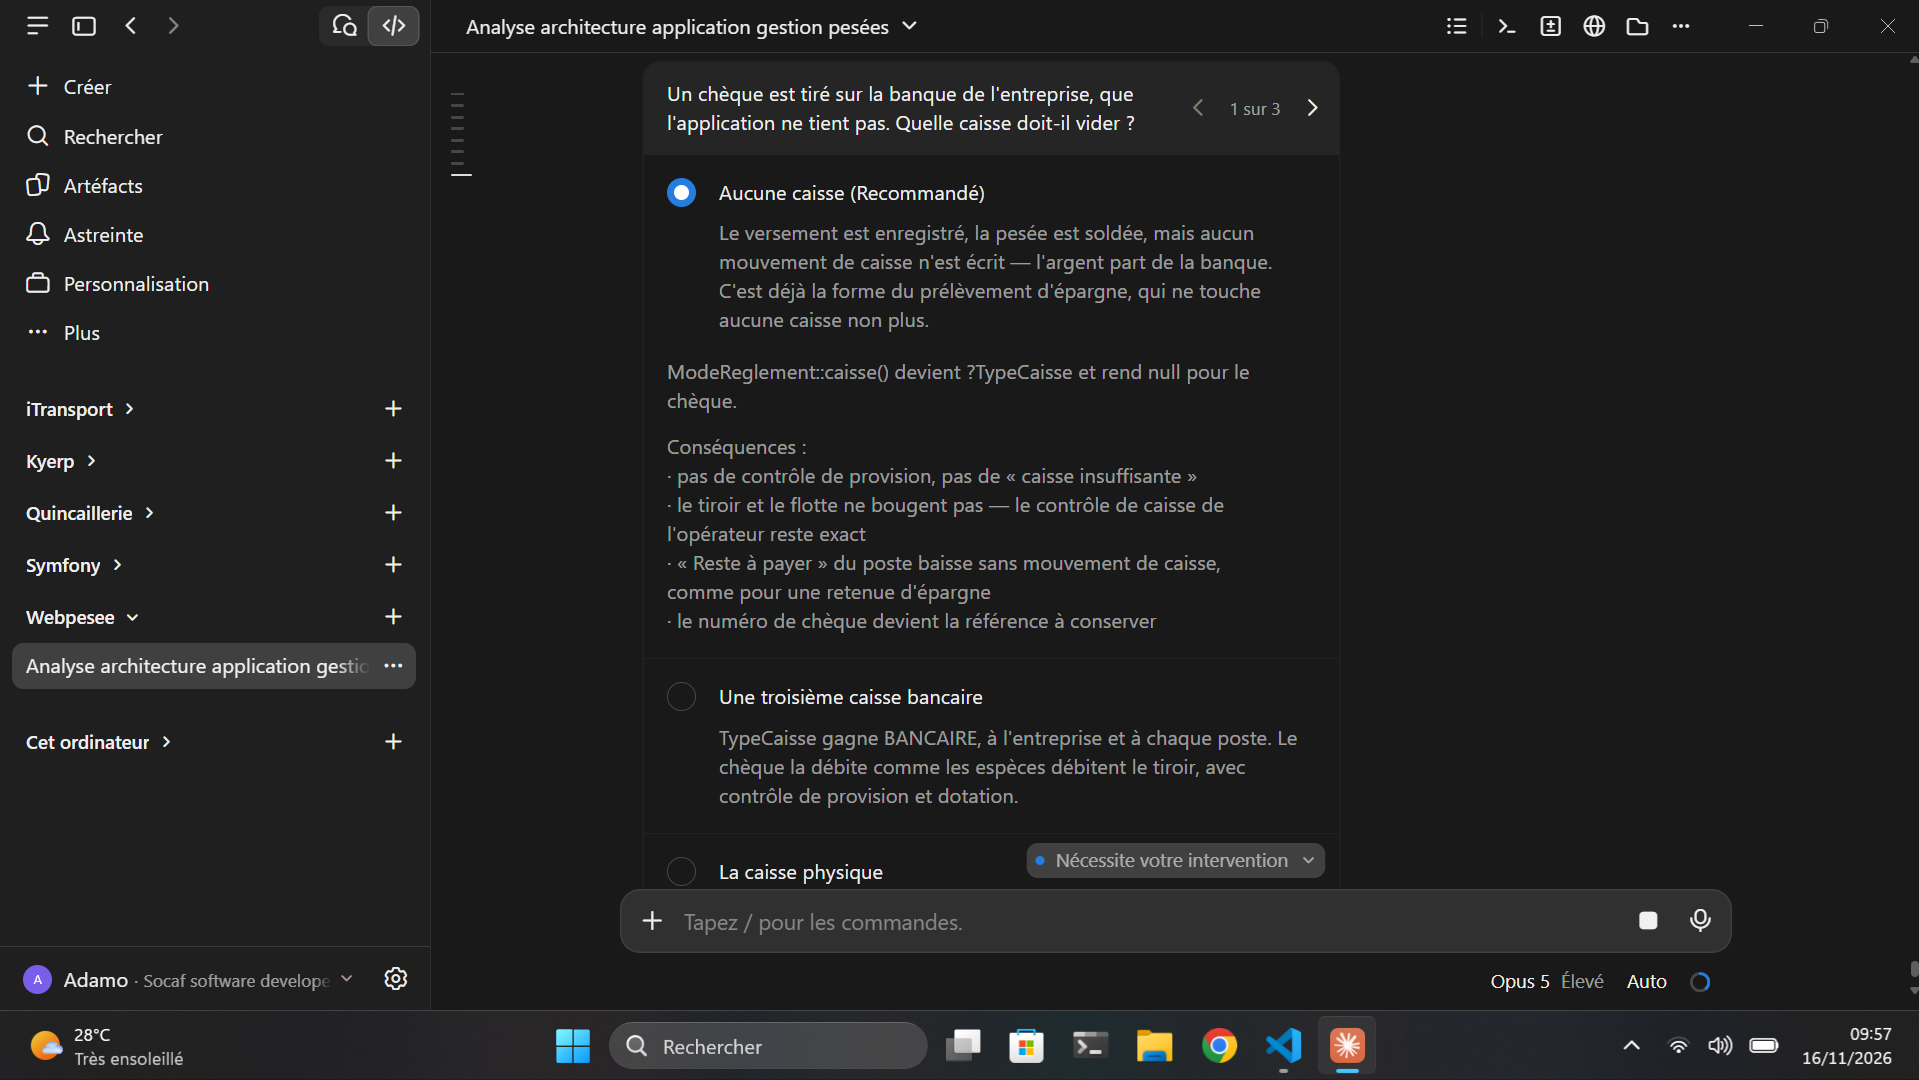 Analyse architecture application gestion pesées
Créer
Rechercher
Artéfacts
Astreinte
Personnalisation
Plus
iTransport
Kyerp
Quincaillerie
Symfony
Webpesee
Analyse architecture application gestio
Cet ordinateur
A
Adamo · Socaf software develope
Un chèque est tiré sur la banque de l'entreprise, que
l'application ne tient pas. Quelle caisse doit-il vider ?
1 sur 3
Aucune caisse (Recommandé)
Le versement est enregistré, la pesée est soldée, mais aucun
mouvement de caisse n'est écrit — l'argent part de la banque.
C'est déjà la forme du prélèvement d'épargne, qui ne touche
aucune caisse non plus.
ModeReglement::caisse() devient ?TypeCaisse et rend null pour le
chèque.
Conséquences :
· pas de contrôle de provision, pas de « caisse insuffisante »
· le tiroir et le flotte ne bougent pas — le contrôle de caisse de
l'opérateur reste exact
· « Reste à payer » du poste baisse sans mouvement de caisse,
comme pour une retenue d'épargne
· le numéro de chèque devient la référence à conserver
Une troisième caisse bancaire
TypeCaisse gagne BANCAIRE, à l'entreprise et à chaque poste. Le
chèque la débite comme les espèces débitent le tiroir, avec
contrôle de provision et dotation.
La caisse physique
Nécessite votre intervention
Tapez / pour les commandes.
Opus 5 Élevé Auto
28°C
Très ensoleillé
Rechercher
09:57
16/11/2026